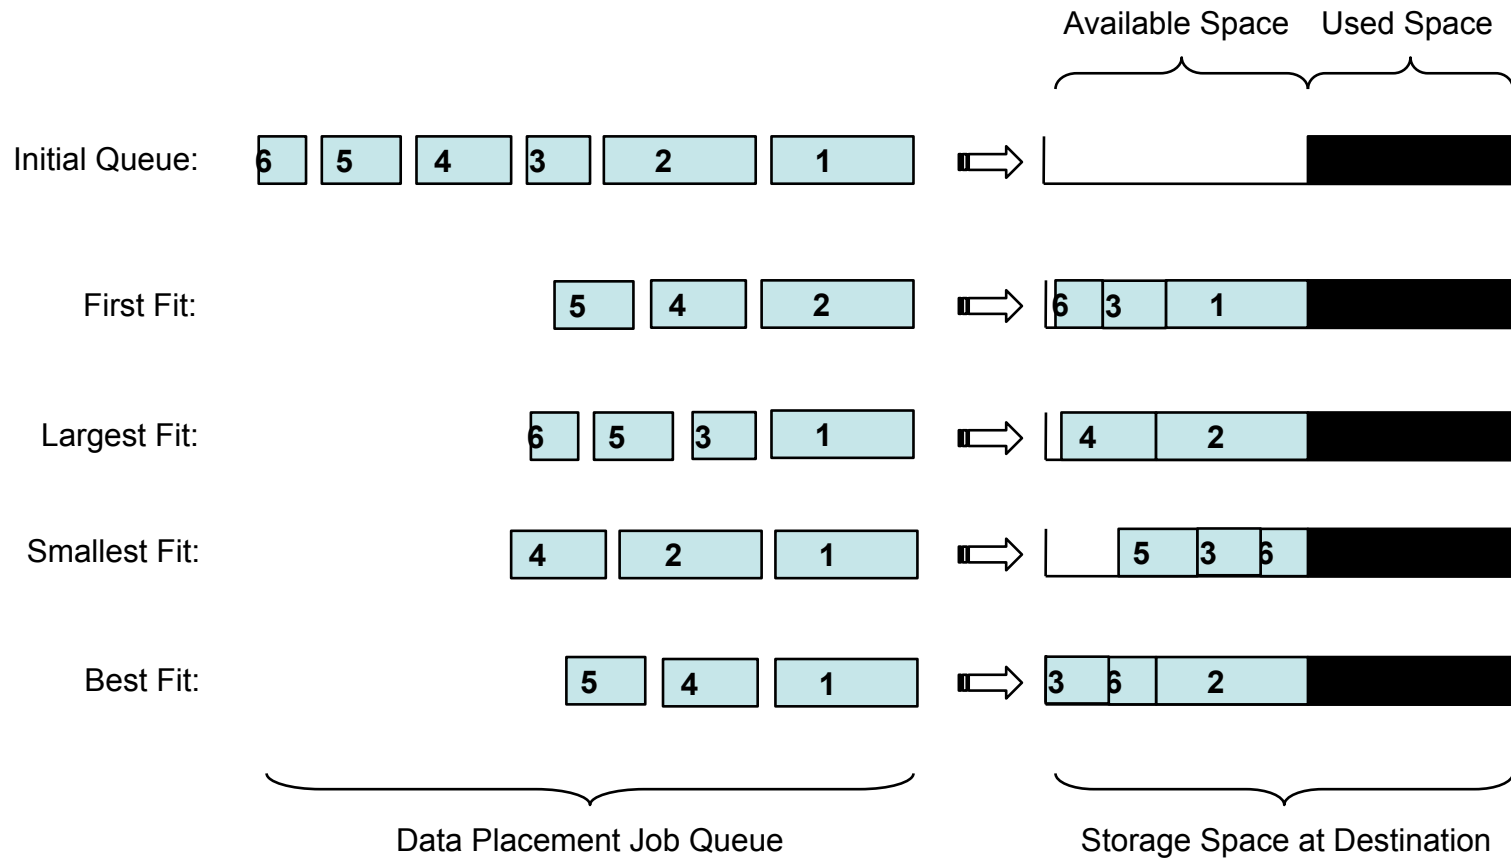 Available Space Used Space
Initial Queue: 6 5 4 3 2 1
First Fit: 5 4 2 6 3 1
Largest Fit: 6 5 3 1 4 2
Smallest Fit: 4 2 1 5 3 6
Best Fit: 5 4 1 3 6 2
Data Placement Job Queue Storage Space at Destination